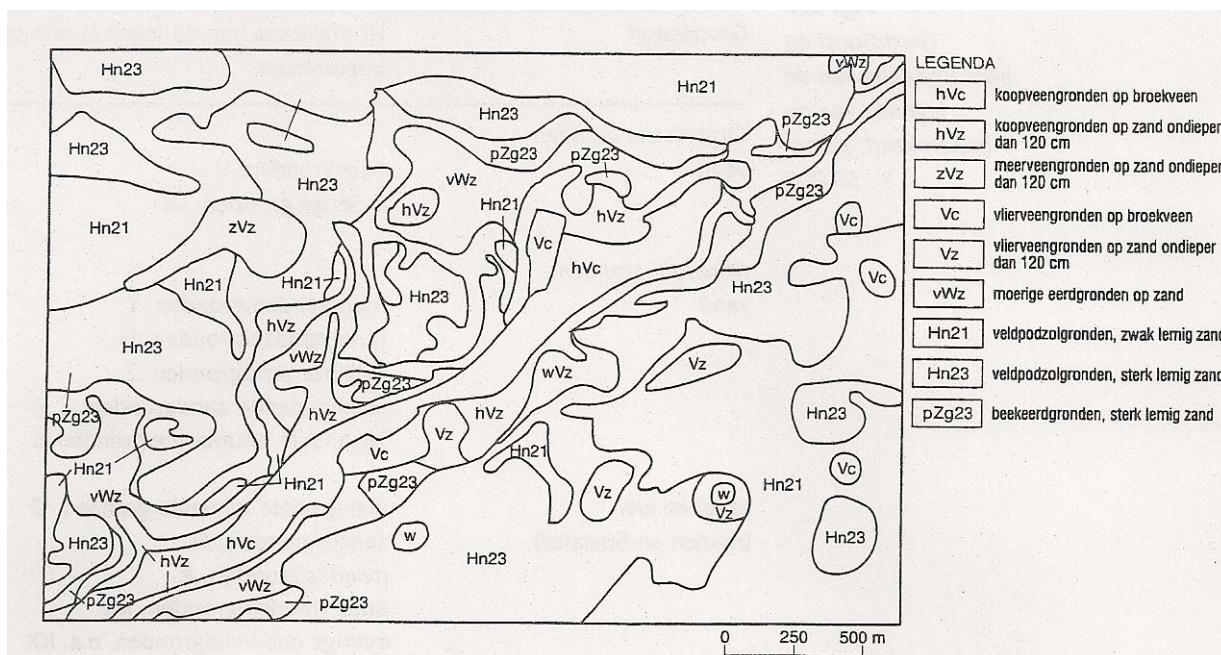 Hn23
vWz
LEGENDA
Hn21
hVc koopveengronden op broekveen
Hn23
pZg23
hVz koopveengronden op zand ondieper
dan 120 cm
Hn23
pZg23
pZg23
zVz meerveengronden op zand ondieper
dan 120 cm
vWz
Hn23
pZg23
Hn21
hVz
hVz
Vc
Vc vlierveengronden op broekveen
Hn21
zVz
Vc
hVc
Vz vlierveengronden op zand ondieper
dan 120 cm
Hn21
Hn21
Hn23
Hn23
Vc
vWz moerige eerdgronden op zand
hVz
Hn21 veldpodzolgronden, zwak lemig zand
Hn23
vWz
wVz
Vz
Hn23 veldpodzolgronden, sterk lemig zand
pZg23
pZg23
hVz
hVz
Hn23
pZg23 beekeerdgronden, sterk lemig zand
Vz
Vc
Hn21
Hn21
Vc
Hn21
pZg23
Hn21
vWz
Vz
w
Vz
w
Hn23
hVc
Hn23
Hn23
hVz
vWz
pZg23
pZg23
0 250 500 m